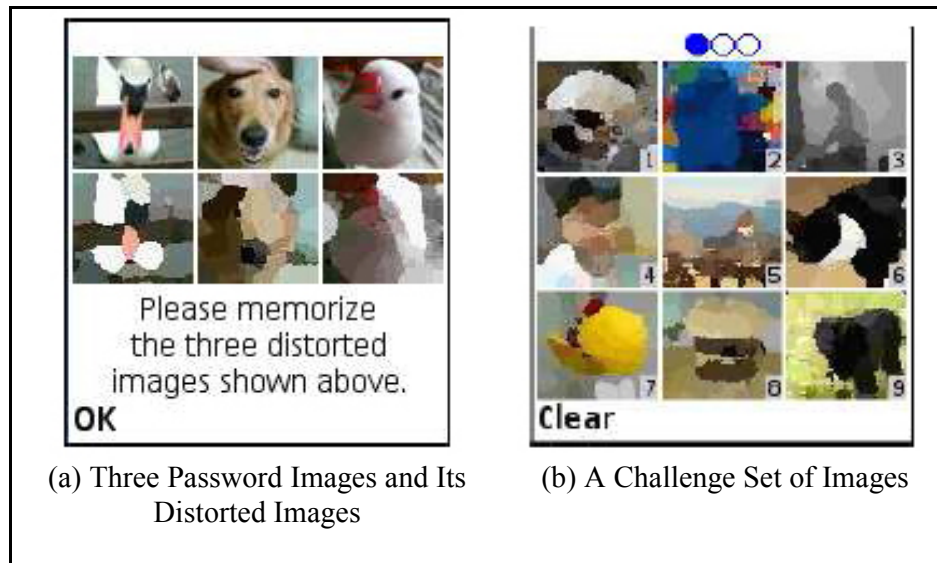 Please memorize
the three distorted
images shown above.
OK
1
2
3
4
5
6
7
8
9
Clear
(a) Three Password Images and Its
Distorted Images
(b) A Challenge Set of Images